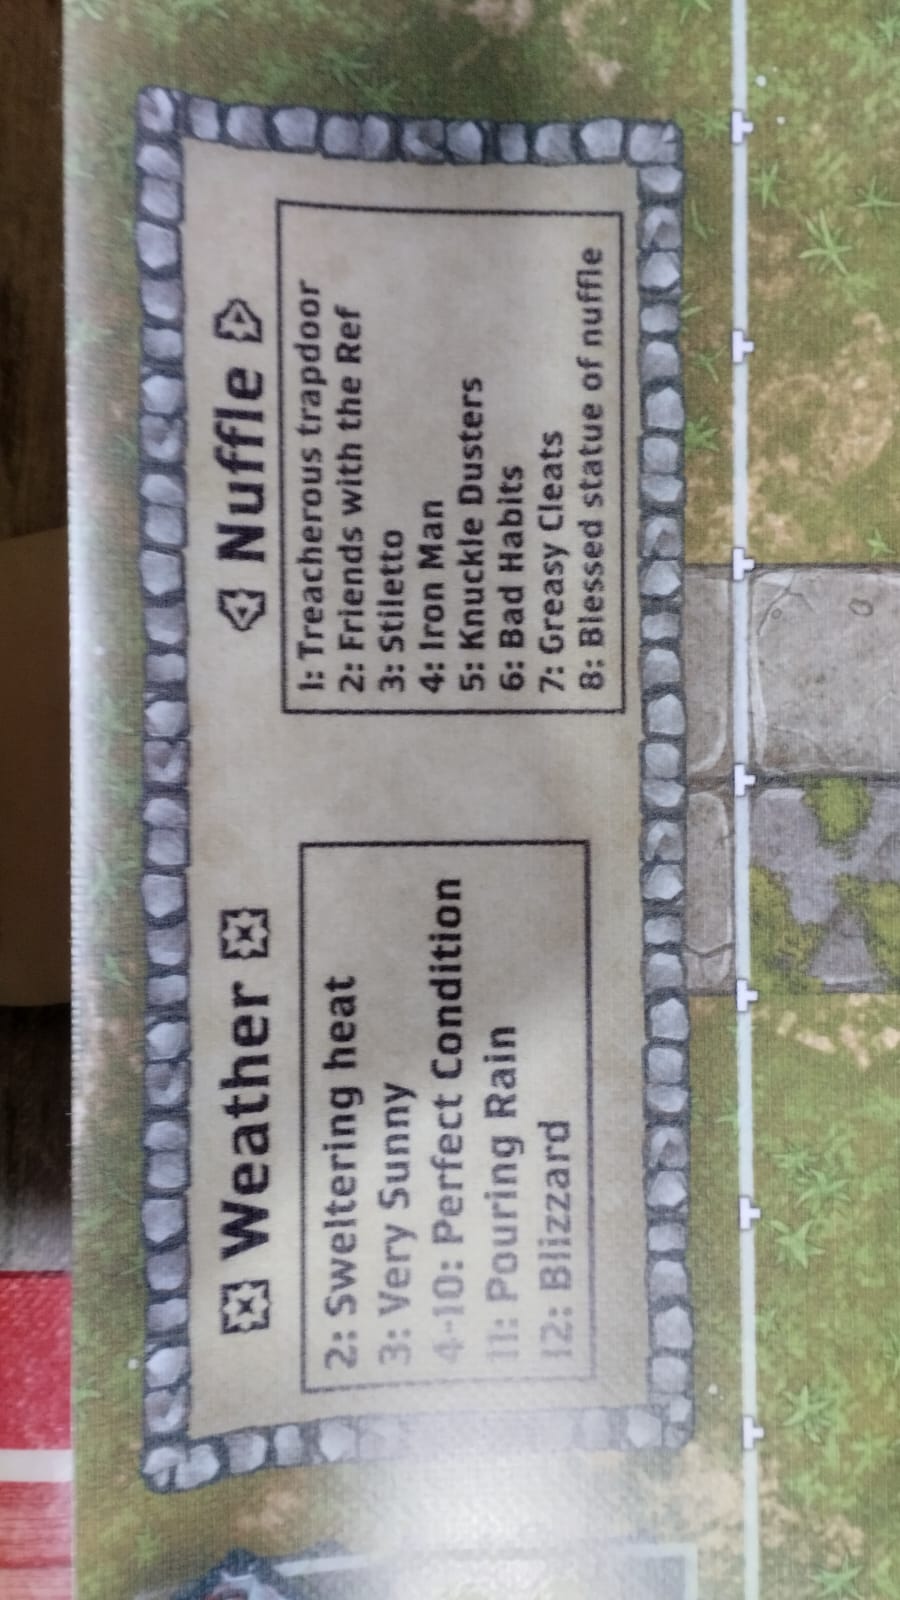 Weather
2: Sweltering heat
3: Very Sunny
4-10: Perfect Condition
11: Pouring Rain
12: Blizzard
Nuffle
1: Treacherous trapdoor
2: Friends with the Ref
3: Stiletto
4: Iron Man
5: Knuckle Dusters
6: Bad Habits
7: Greasy Cleats
8: Blessed statue of nuffle